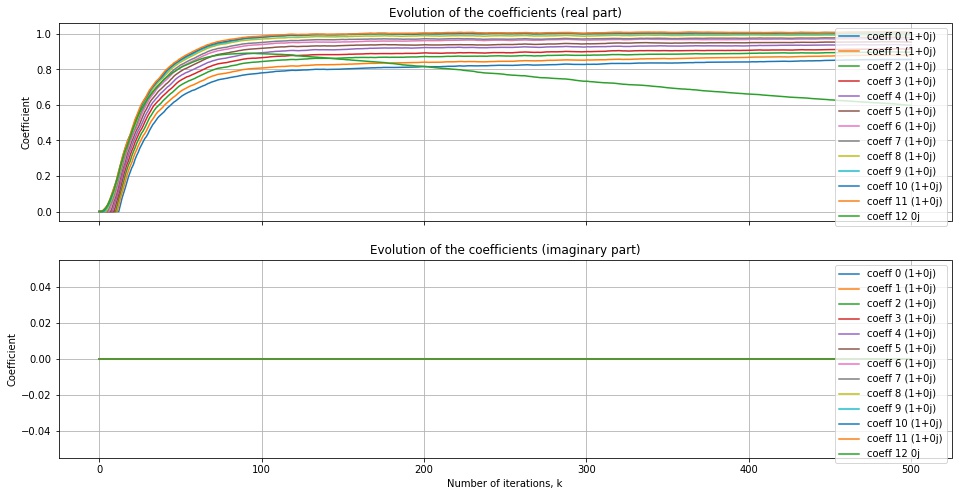 Evolution of the coefficients (real part)
1.0
0.8
0.6
0.4
0.2
0.0
Coefficient
coeff 0 (1+0j)
coeff 1 (1+0j)
coeff 2 (1+0j)
coeff 3 (1+0j)
coeff 4 (1+0j)
coeff 5 (1+0j)
coeff 6 (1+0j)
coeff 7 (1+0j)
coeff 8 (1+0j)
coeff 9 (1+0j)
coeff 10 (1+0j)
coeff 11 (1+0j)
coeff 12 0j
Evolution of the coefficients (imaginary part)
0.04
0.02
0.00
−0.02
−0.04
Coefficient
coeff 0 (1+0j)
coeff 1 (1+0j)
coeff 2 (1+0j)
coeff 3 (1+0j)
coeff 4 (1+0j)
coeff 5 (1+0j)
coeff 6 (1+0j)
coeff 7 (1+0j)
coeff 8 (1+0j)
coeff 9 (1+0j)
coeff 10 (1+0j)
coeff 11 (1+0j)
coeff 12 0j
0 100 200 300 400 500
Number of iterations, k